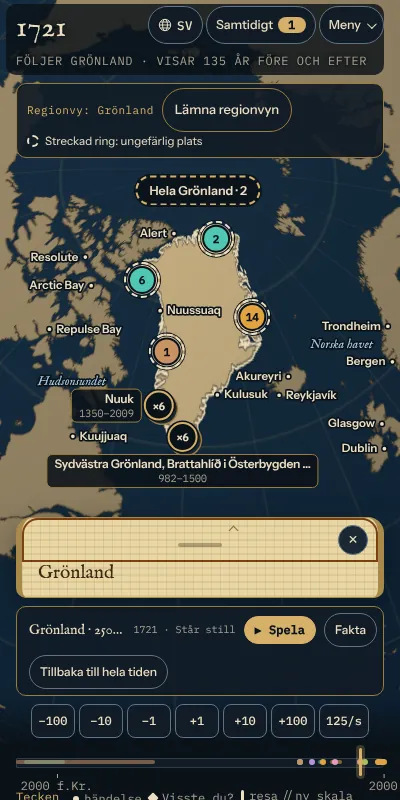 1721
SV
Samtidigt 1
Meny
FÖLJER GRÖNLAND · VISAR 135 ÅR FÖRE OCH EFTER
Regionvy: Grönland
Lämna regionvyn
Streckad ring: ungefärlig plats
Hela Grönland · 2
Alert
2
Resolute
6
Arctic Bay
Nuussuaq
14
Repulse Bay
Trondheim
Norska havet
1
Bergen
Hudsonsundet
Akureyri
Nuuk
1350–2009
×6
Kulusuk
Reykjavík
Glasgow
Kuujjuaq
×6
Dublin
Sydvästra Grönland, Brattahlíð i Österbygden ...
982–1500
×
Grönland
Grönland · 250...
1721 · Står still
▶ Spela
Fakta
Tillbaka till hela tiden
−100
−10
−1
+1
+10
+100
125/s
2000 f.Kr.
2000
Tecken
händelse
Visste du?
resa // ny skala